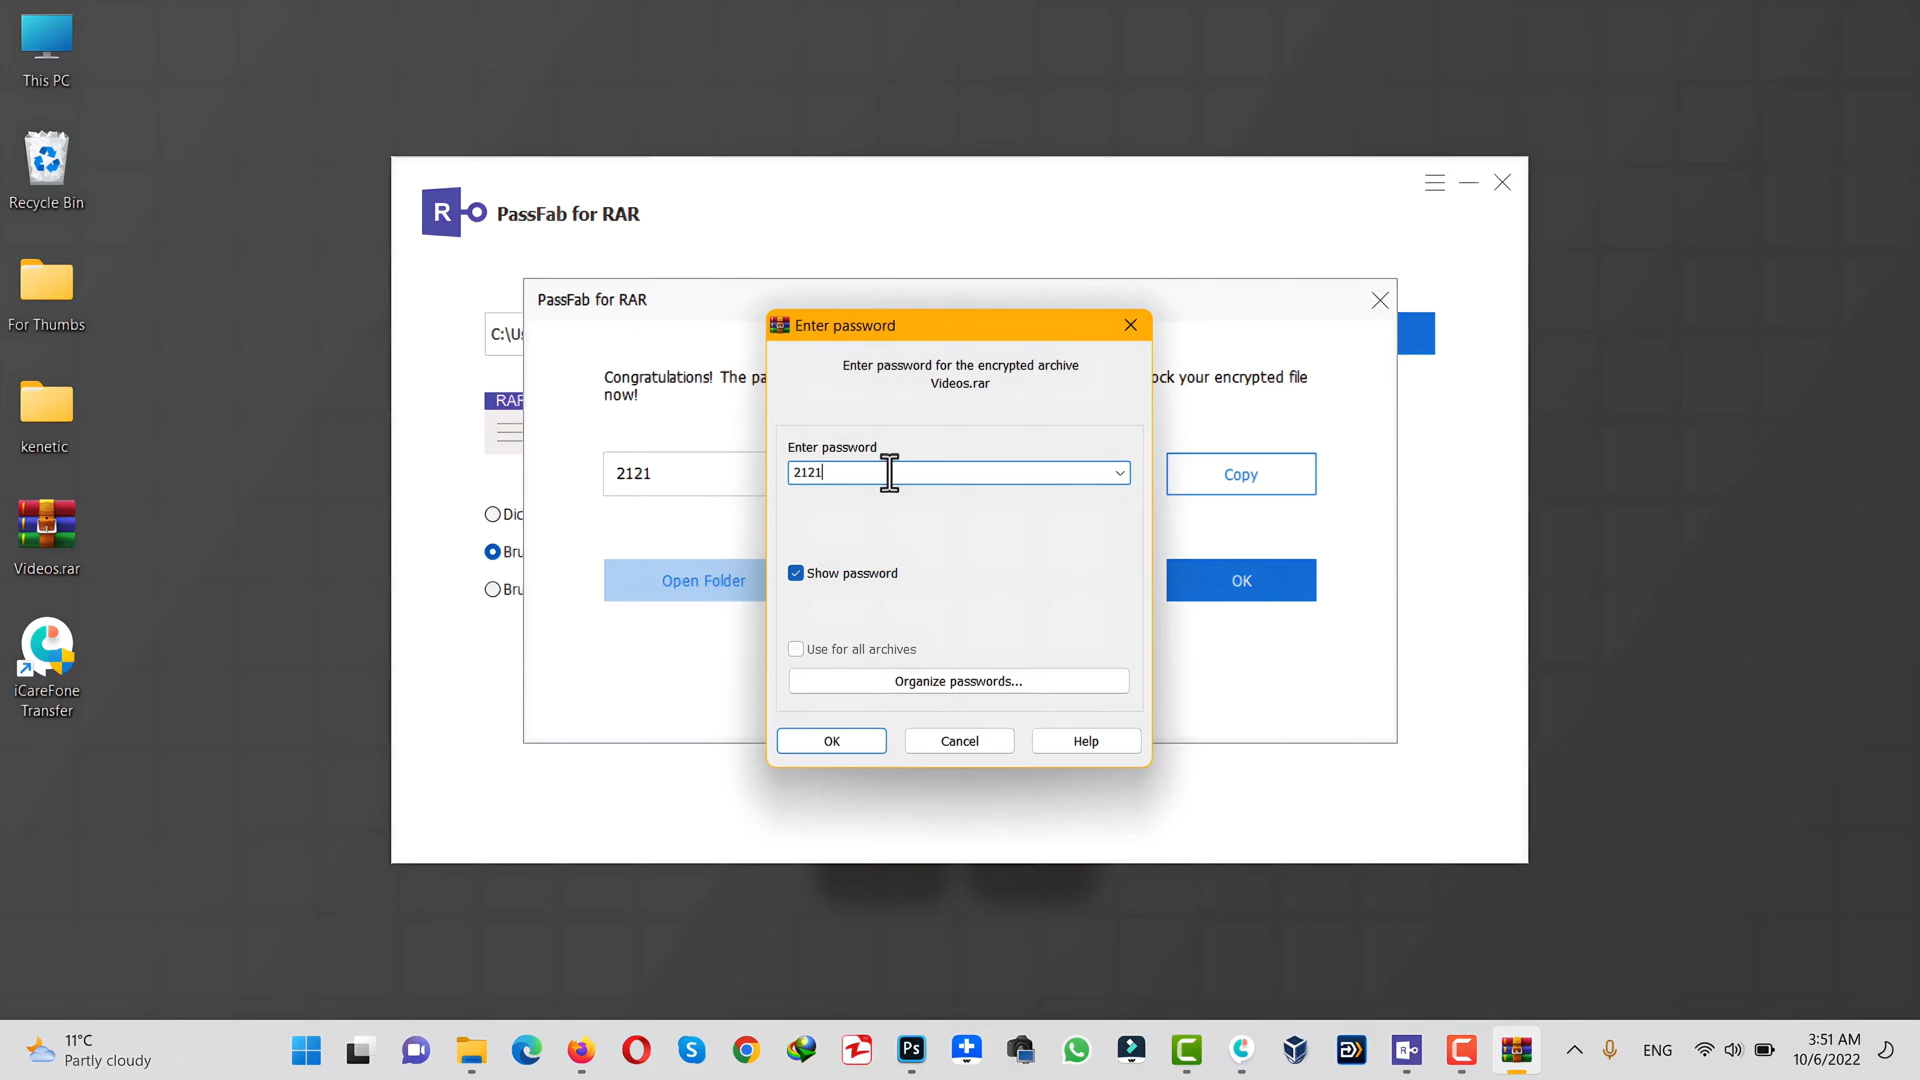 This PC
Recycle Bin
For Thumbs
kenetic
Videos.rar
iCareFone
Transfer
R
PassFab for RAR
C:\Us
RAR
Dic
Bru
Bru
PassFab for RAR
Congratulations! The pa
ock your encrypted file
now!
2121
Copy
Open Folder
OK
Enter password
Enter password for the encrypted archive
Videos.rar
Enter password
2121
Show password
Use for all archives
Organize passwords...
OK
Cancel
Help
11°C
Partly cloudy
Ps
ENG
3:51 AM
10/6/2022